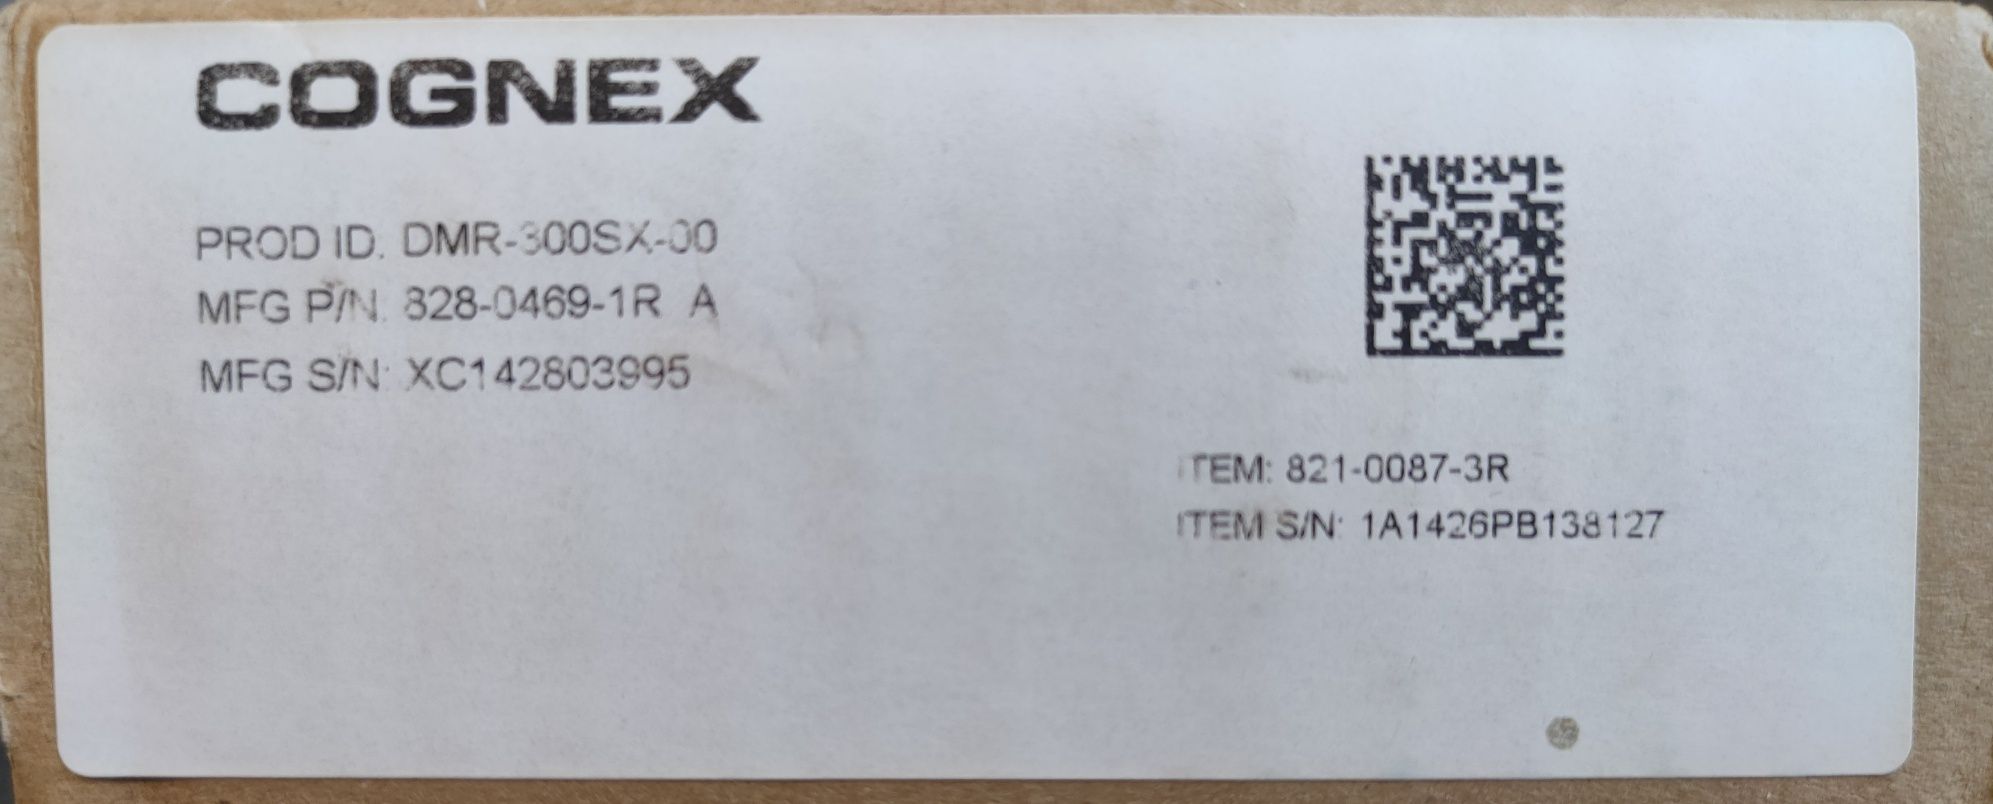 COGNEX
PROD ID: DMR-300SX-00
MFG P/N: 828-0469-1R A
MFG S/N: XC142803995
ITEM: 821-0087-3R
ITEM S/N: 1A1426PB138127